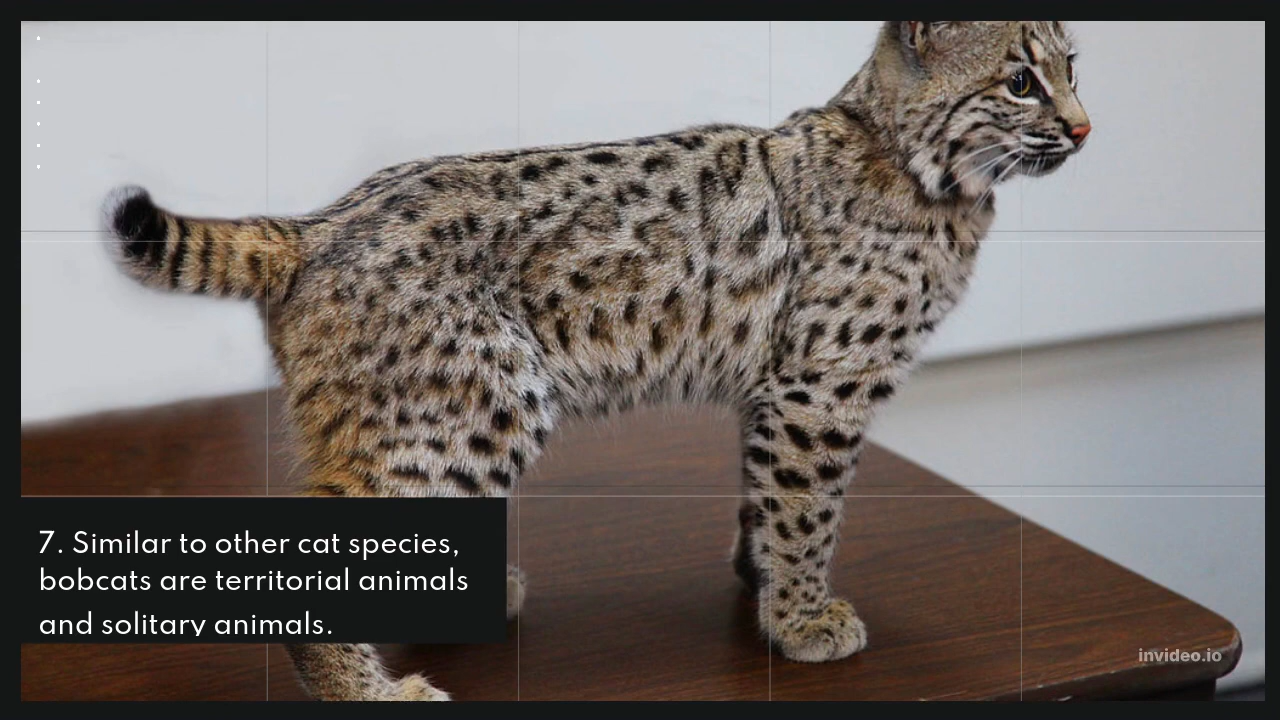 7. Similar to other cat species,
bobcats are territorial animals
and solitary animals.
invideo.io